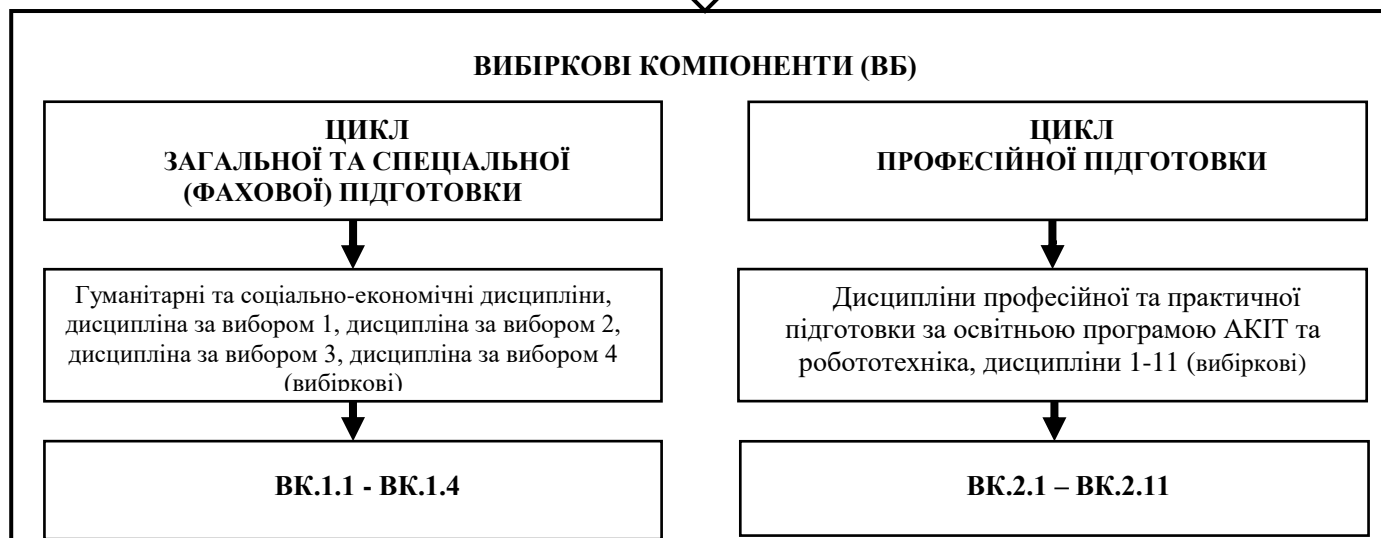 ВИБІРКОВІ КОМПОНЕНТИ (ВБ)
ЦИКЛ
ЗАГАЛЬНОЇ ТА СПЕЦІАЛЬНОЇ
(ФАХОВОЇ) ПІДГОТОВКИ
Гуманітарні та соціально-економічні дисципліни,
дисципліна за вибором 1, дисципліна за вибором 2,
дисципліна за вибором 3, дисципліна за вибором 4
(вибіркові)
ВК.1.1 - ВК.1.4
ЦИКЛ
ПРОФЕСІЙНОЇ ПІДГОТОВКИ
Дисципліни професійної та практичної
підготовки за освітньою програмою АКІТ та
робототехніка, дисципліни 1-11 (вибіркові)
ВК.2.1 – ВК.2.11